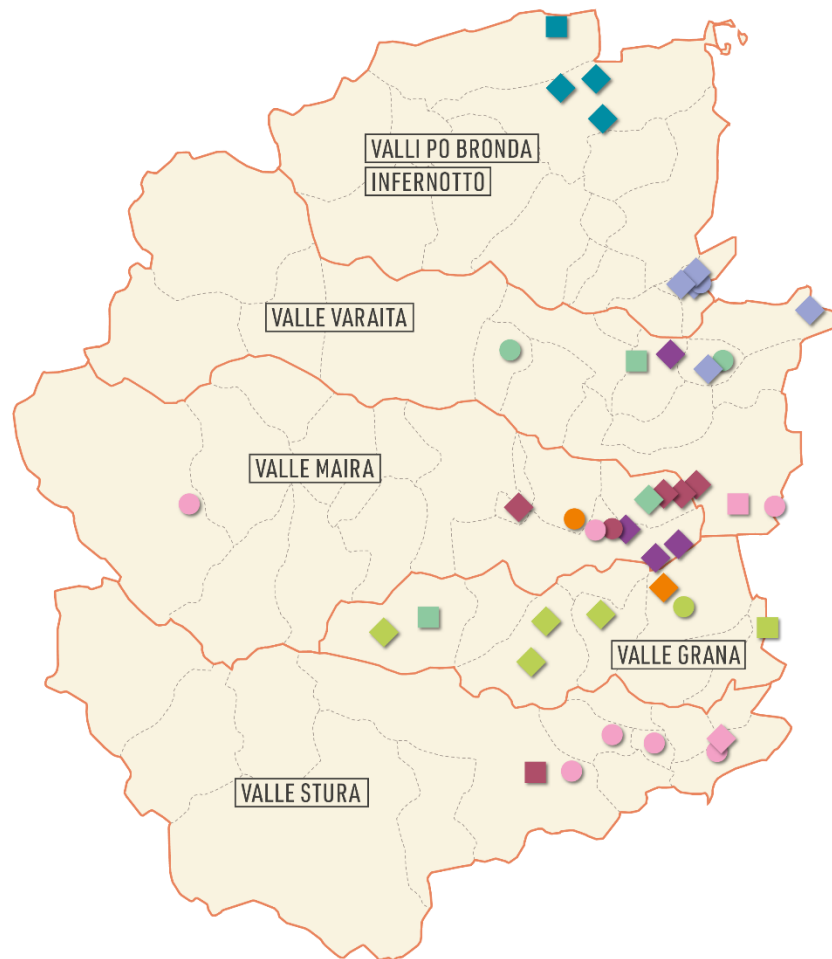 VALLI PO BRONDA
INFERNOTTO
VALLE VARAITA
VALLE MAIRA
VALLE GRANA
VALLE STURA